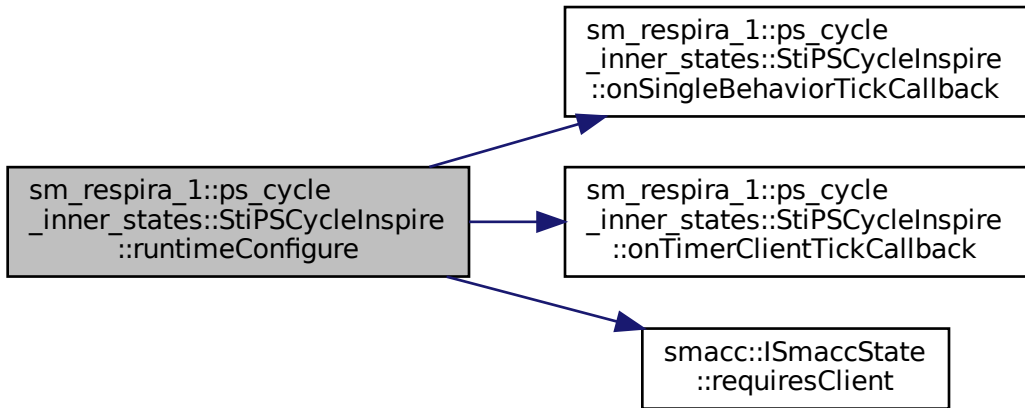 sm_respira_1::ps_cycle
_inner_states::StiPSCycleInspire
::runtimeConfigure
sm_respira_1::ps_cycle
_inner_states::StiPSCycleInspire
::onSingleBehaviorTickCallback
sm_respira_1::ps_cycle
_inner_states::StiPSCycleInspire
::onTimerClientTickCallback
smacc::ISmaccState
::requiresClient